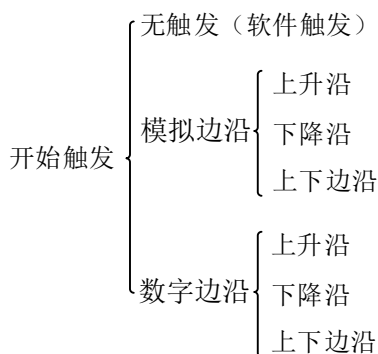 无触发（软件触发）
上升沿
模拟边沿
下降沿
开始触发
上下边沿
上升沿
数字边沿
下降沿
上下边沿